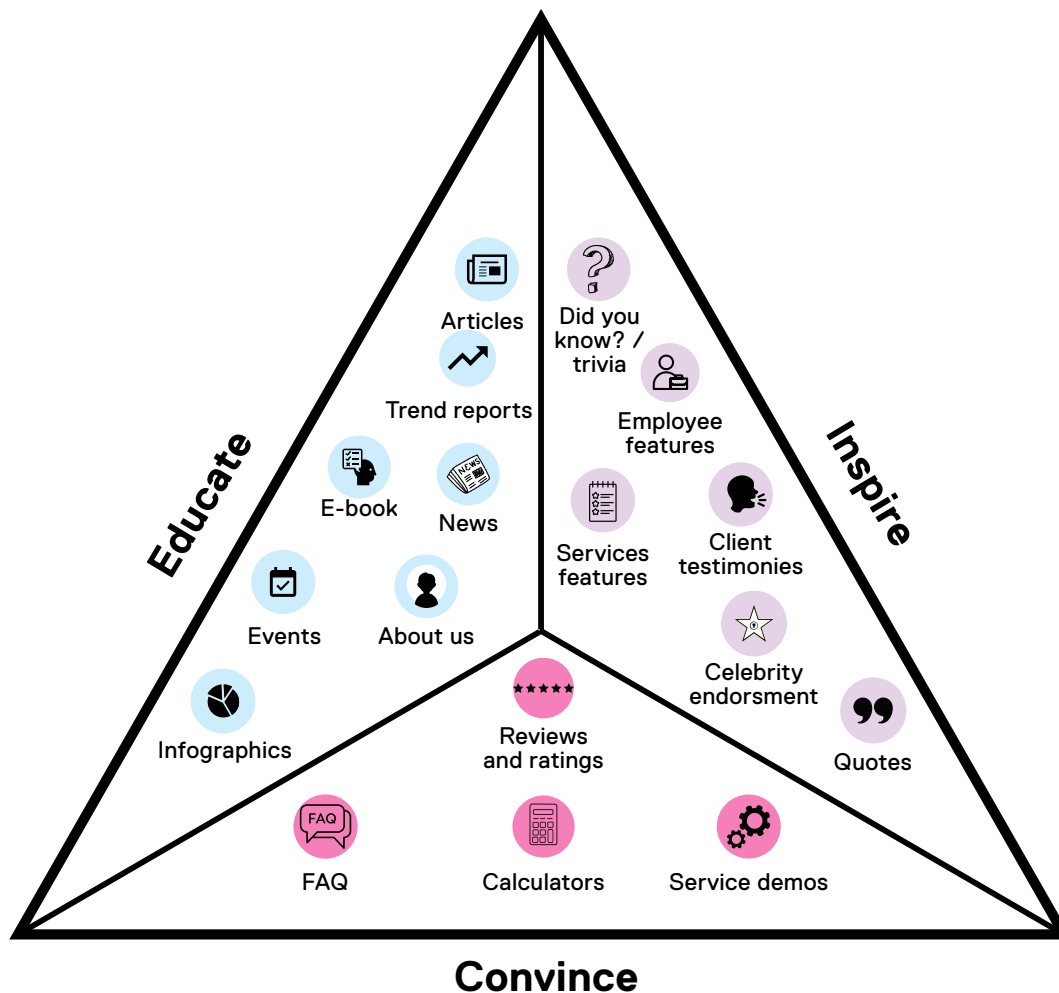 Articles
Trend reports
E-book
NEWS
News
Events
About us
Infographics
Educate
Did you
know? /
trivia
Employee
features
Services
features
Client
testimonies
Celebrity
endorsment
Quotes
Inspire
Reviews
and ratings
FAQ
FAQ
Calculators
Service demos
Convince